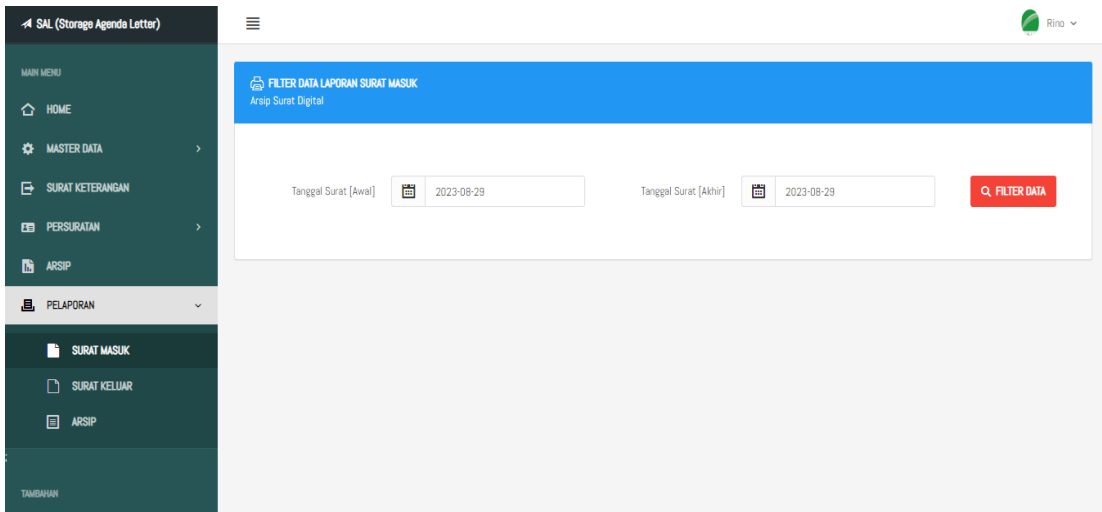 SAL (Storage Agenda Letter)
Rino
MAIN MENU
HOME
MASTER DATA
SURAT KETERANGAN
PERSURATAN
ARSIP
PELAPORAN
SURAT MASUK
SURAT KELUAR
ARSIP
TAMBAHAN
FILTER DATA LAPORAN SURAT MASUK
Arsip Surat Digital
Tanggal Surat [Awal] 2023-08-29 Tanggal Surat [Akhir] 2023-08-29 FILTER DATA